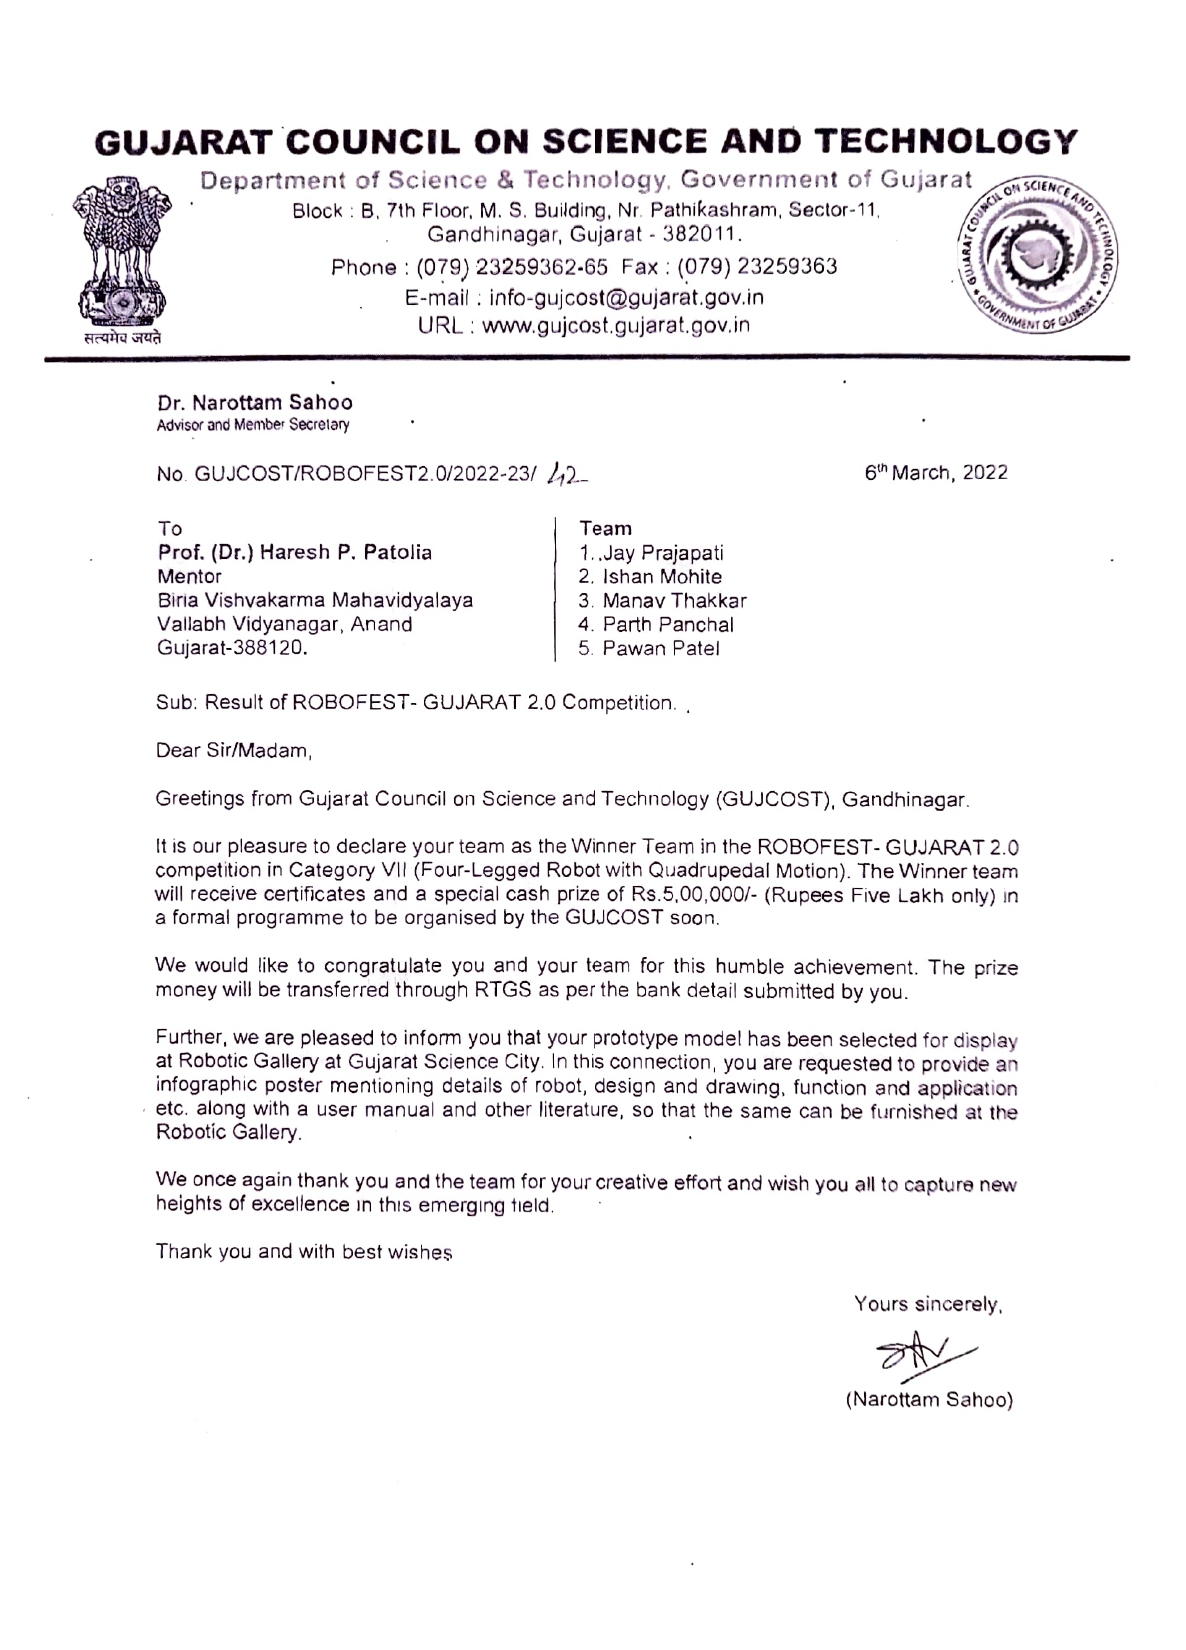 GUJARAT COUNCIL ON SCIENCE AND TECHNOLOGY
Department of Science & Technology, Government of Gujarat
Block : B, 7th Floor, M. S. Building, Nr. Pathikashram, Sector-11,
Gandhinagar, Gujarat - 382011.
Phone : (079) 23259362-65 Fax : (079) 23259363
E-mail : info-gujcost@gujarat.gov.in
URL : www.gujcost.gujarat.gov.in
सत्यमेव जयते
GUJARAT COUNCIL ON SCIENCE AND TECHNOLOGY
GOVERNMENT OF GUJARAT
Dr. Narottam Sahoo
Advisor and Member Secretary
No. GUJCOST/ROBOFEST2.0/2022-23/ 42
6th March, 2022
To
Prof. (Dr.) Haresh P. Patolia
Mentor
Birla Vishvakarma Mahavidyalaya
Vallabh Vidyanagar, Anand
Gujarat-388120.
Team
1. Jay Prajapati
2. Ishan Mohite
3. Manav Thakkar
4. Parth Panchal
5. Pawan Patel
Sub: Result of ROBOFEST- GUJARAT 2.0 Competition.
Dear Sir/Madam,
Greetings from Gujarat Council on Science and Technology (GUJCOST), Gandhinagar.
It is our pleasure to declare your team as the Winner Team in the ROBOFEST- GUJARAT 2.0
competition in Category VII (Four-Legged Robot with Quadrupedal Motion). The Winner team
will receive certificates and a special cash prize of Rs.5,00,000/- (Rupees Five Lakh only) in
a formal programme to be organised by the GUJCOST soon.
We would like to congratulate you and your team for this humble achievement. The prize
money will be transferred through RTGS as per the bank detail submitted by you.
Further, we are pleased to inform you that your prototype model has been selected for display
at Robotic Gallery at Gujarat Science City. In this connection, you are requested to provide an
infographic poster mentioning details of robot, design and drawing, function and application
etc. along with a user manual and other literature, so that the same can be furnished at the
Robotic Gallery.
We once again thank you and the team for your creative effort and wish you all to capture new
heights of excellence in this emerging field.
Thank you and with best wishes
Yours sincerely,
(Narottam Sahoo)